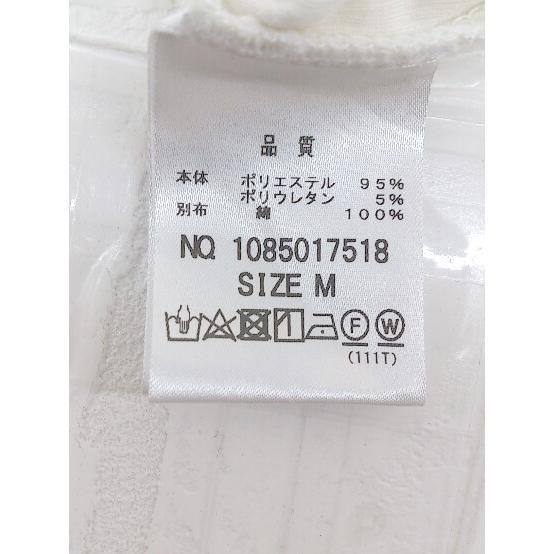 品 質
本体 ポリエステル 95%
ポリウレタン 5%
別布 綿 100%
NO. 1085017518
SIZE M
F W
(111T)